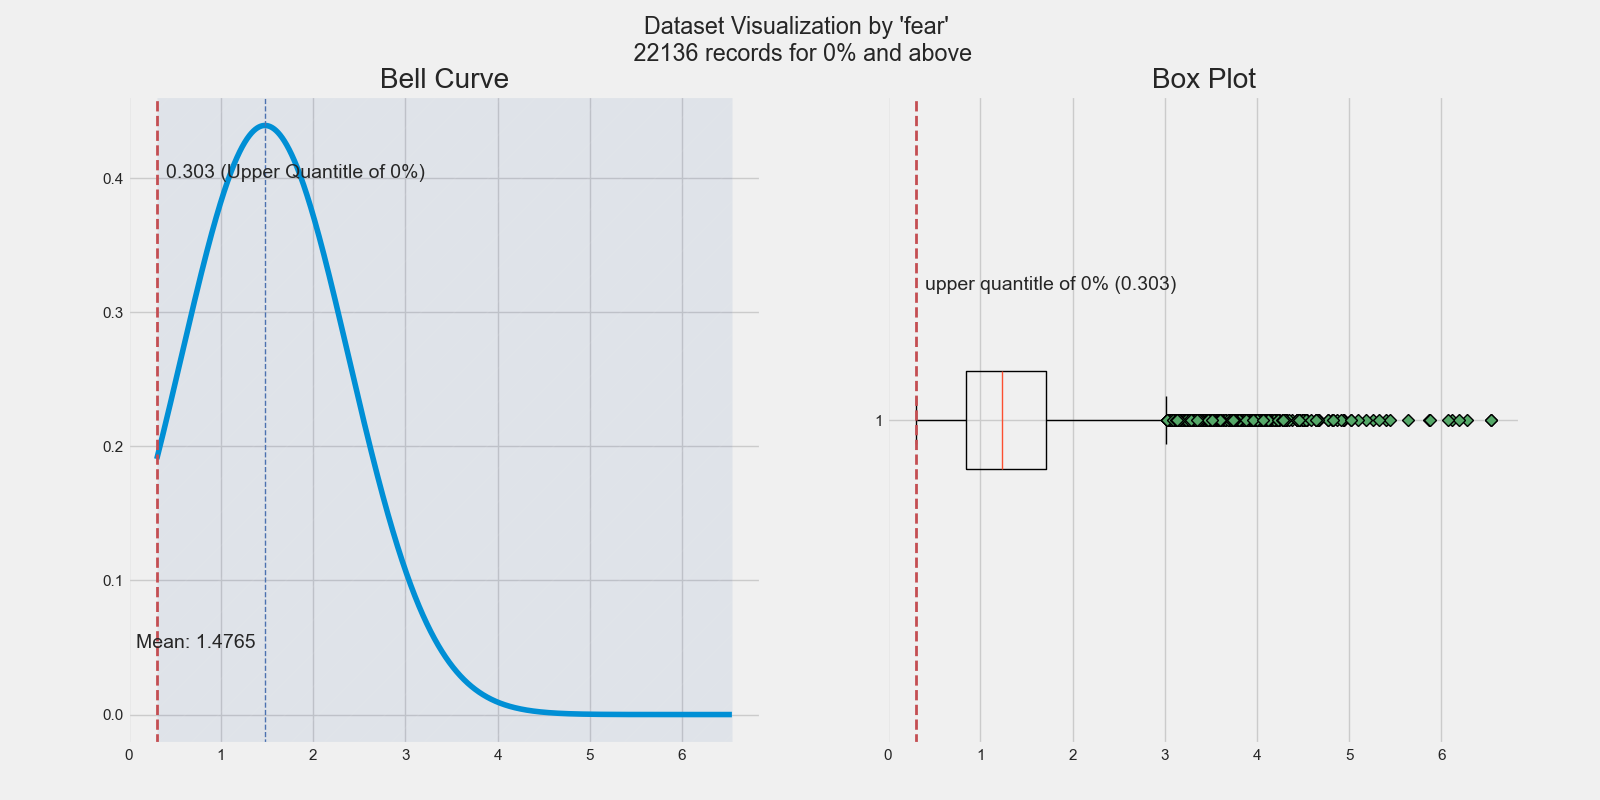 Dataset Visualization by 'fear'
22136 records for 0% and above
Bell Curve
0.4
0.3
0.2
0.1
0.0
0.303 (Upper Quantitle of 0%)
Mean: 1.4765
0 1 2 3 4 5 6
Box Plot
upper quantitle of 0% (0.303)
1
0 1 2 3 4 5 6